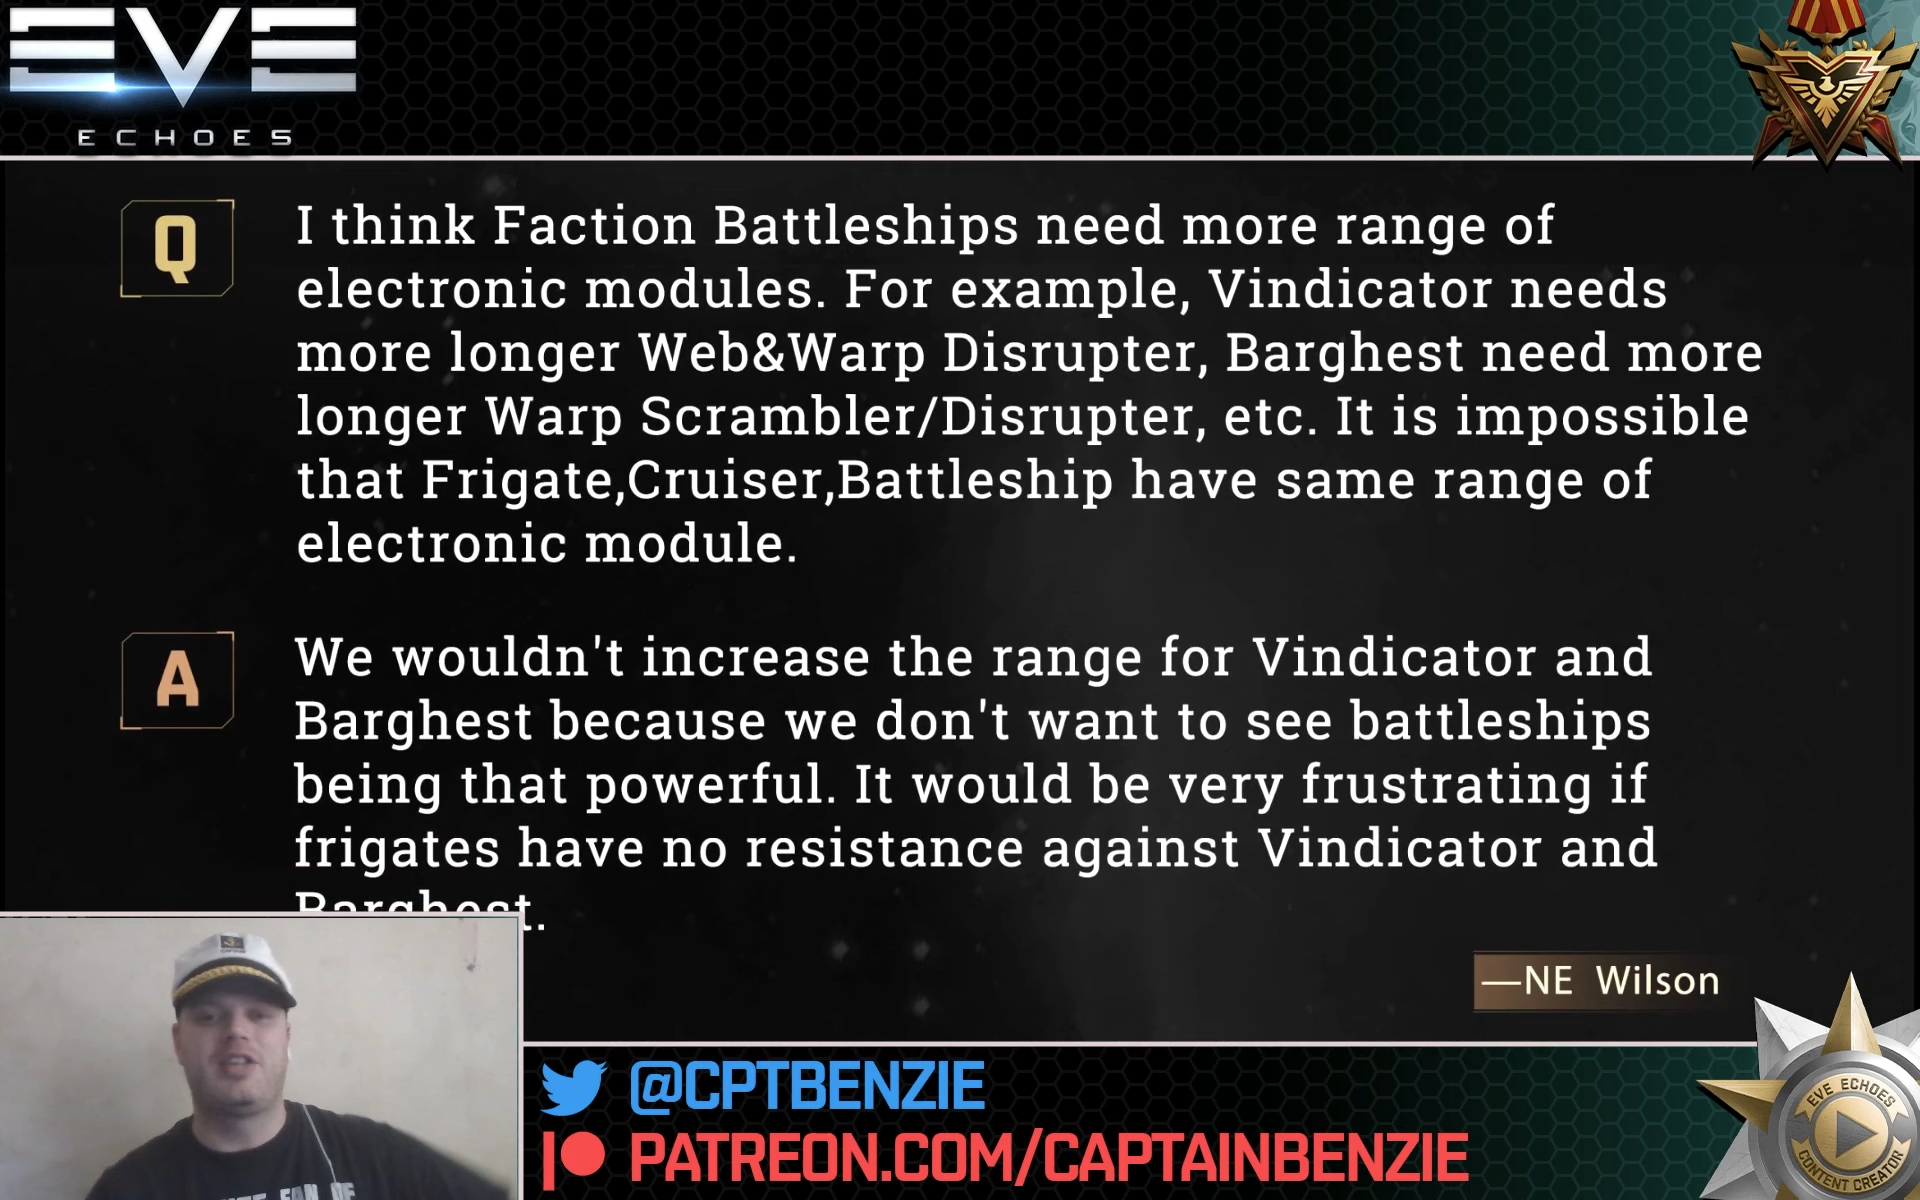 EVE
ECHOES
Q
I think Faction Battleships need more range of
electronic modules. For example, Vindicator needs
more longer Web&Warp Disrupter, Barghest need more
longer Warp Scrambler/Disrupter, etc. It is impossible
that Frigate,Cruiser,Battleship have same range of
electronic module.
A
We wouldn't increase the range for Vindicator and
Barghest because we don't want to see battleships
being that powerful. It would be very frustrating if
frigates have no resistance against Vindicator and
Barghest.
—NE Wilson
@CPTBENZIE
PATREON.COM/CAPTAINBENZIE
EVE ECHOES
CONTENT CREATOR
FAN OF